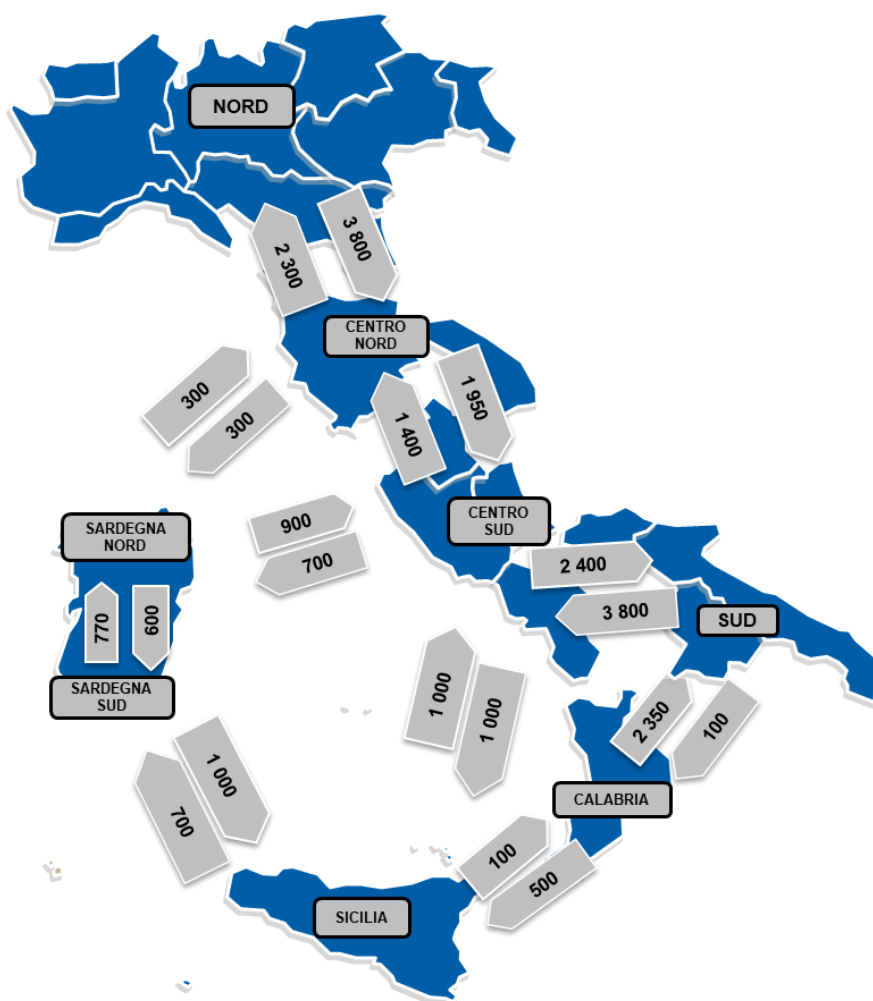 NORD
3 800
2 300
CENTRO
NORD
300
300
1 950
1 400
900
700
CENTRO
SUD
SARDEGNA
NORD
2 400
3 800
SUD
770
600
SARDEGNA
SUD
1 000
1 000
2 350
100
1 000
700
CALABRIA
100
500
SICILIA